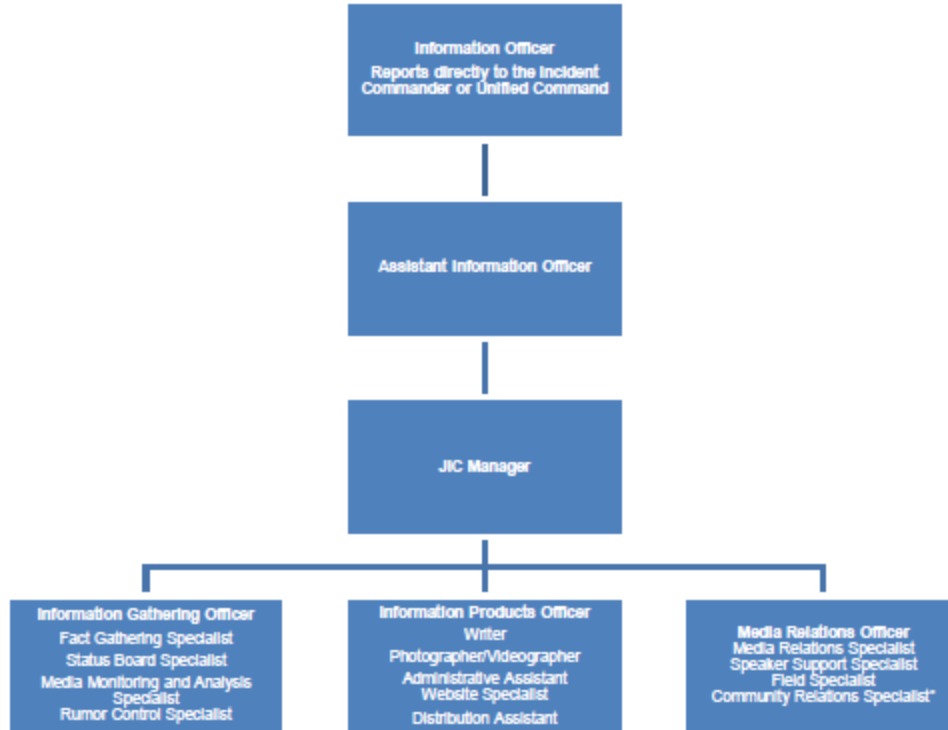 Information Officer
Reports directly to the Incident
Commander or Unified Command
Assistant Information Officer
JIC Manager
Information Gathering Officer
Fact Gathering Specialist
Status Board Specialist
Media Monitoring and Analysis
Specialist
Rumor Control Specialist
Information Products Officer
Writer
Photographer/Videographer
Administrative Assistant
Website Specialist
Distribution Assistant
Media Relations Officer
Media Relations Specialist
Speaker Support Specialist
Field Specialist
Community Relations Specialist*